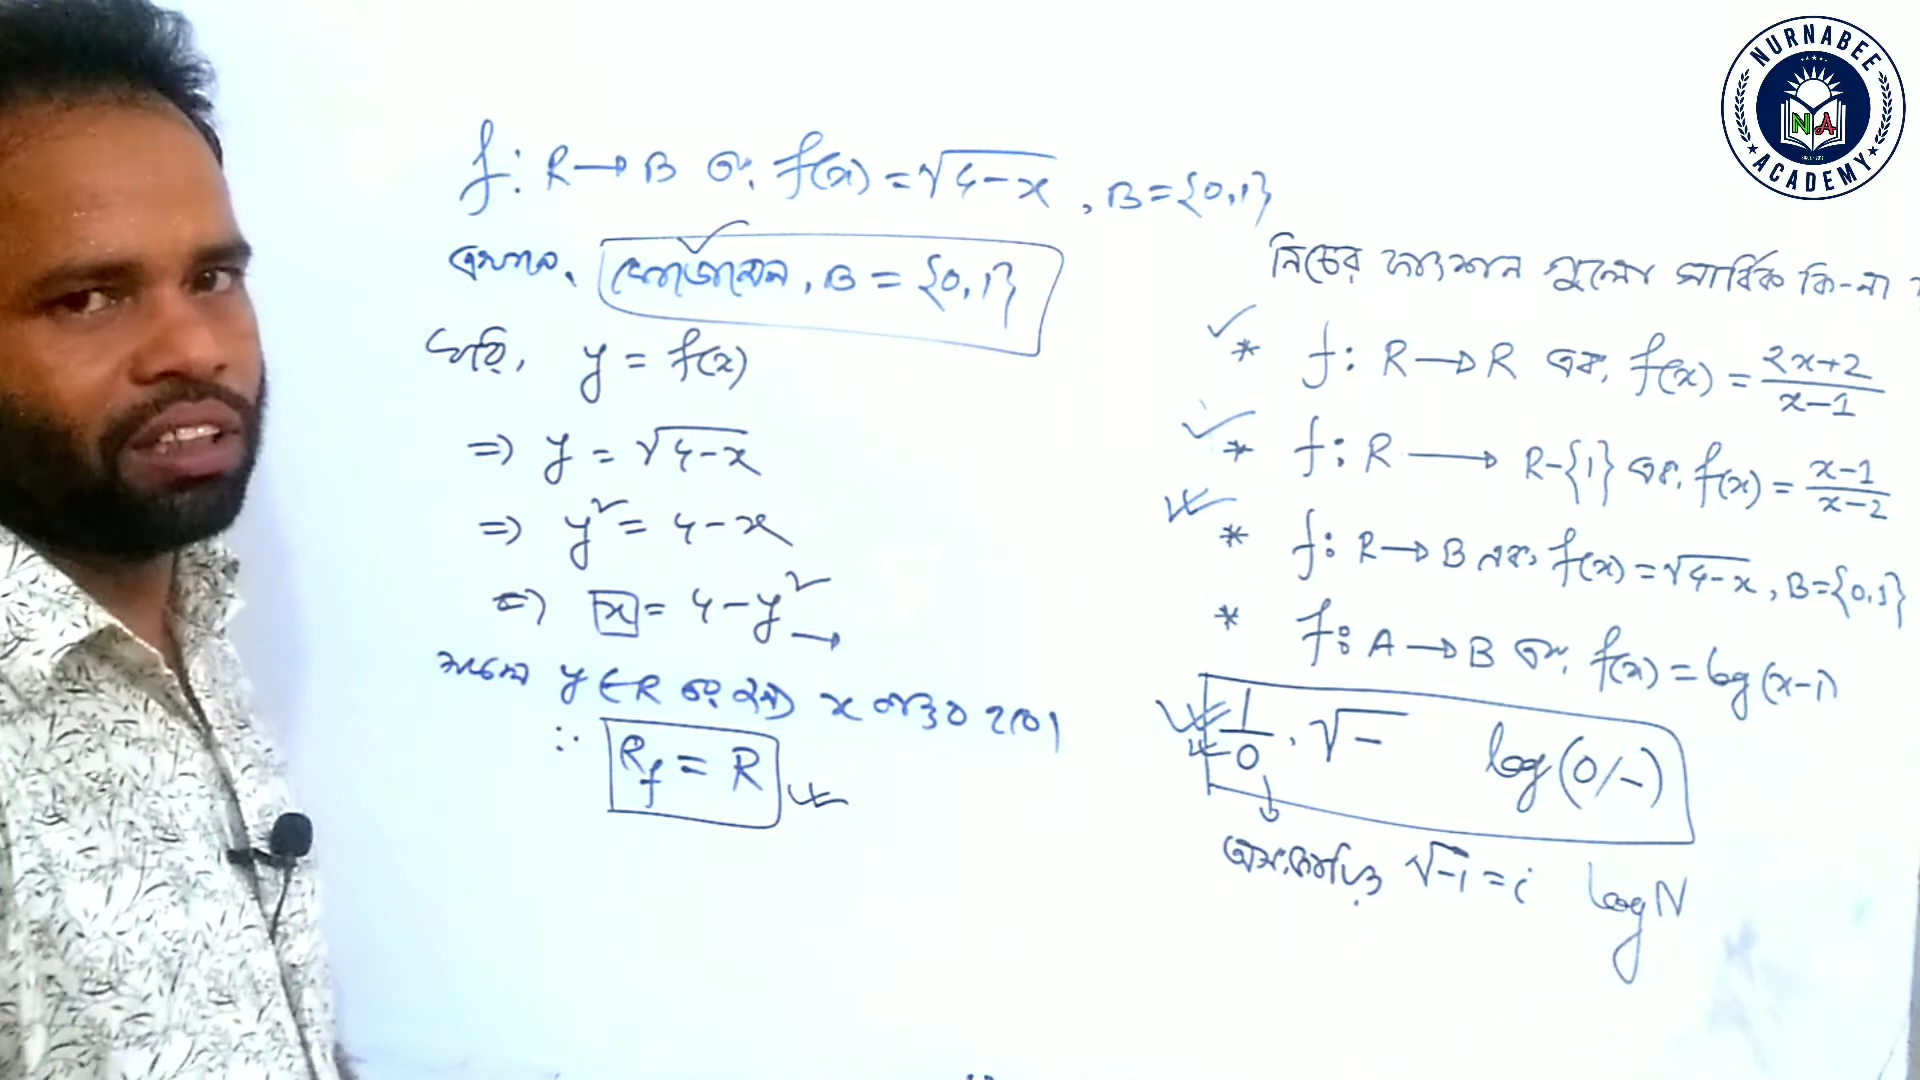 f: R→B এবং f(x) = √4-x, B={0,1}
এখানে, কোডোমেন, B = {0,1}
ধরি, y = f(x)
⇒ y = √4-x
⇒ y² = 4-x
⇒ x = 4-y²
সকল y∈R এর জন্য x বাস্তব হবে।
∴ R_f = R
নিচের ফাংশন গুলো সার্বিক কি-না
* f: R→R এবং f(x) = 2x+2/x-1
* f: R→R-{1} এবং f(x) = x-1/x-2
* f: R→B এবং f(x) = √4-x, B={0,1}
* f: A→B এবং f(x) = log(x-1)
1/0, √- log(0/-)
অসংজ্ঞায়িত √-1 = i log N
NURNABEE
NA
ACADEMY